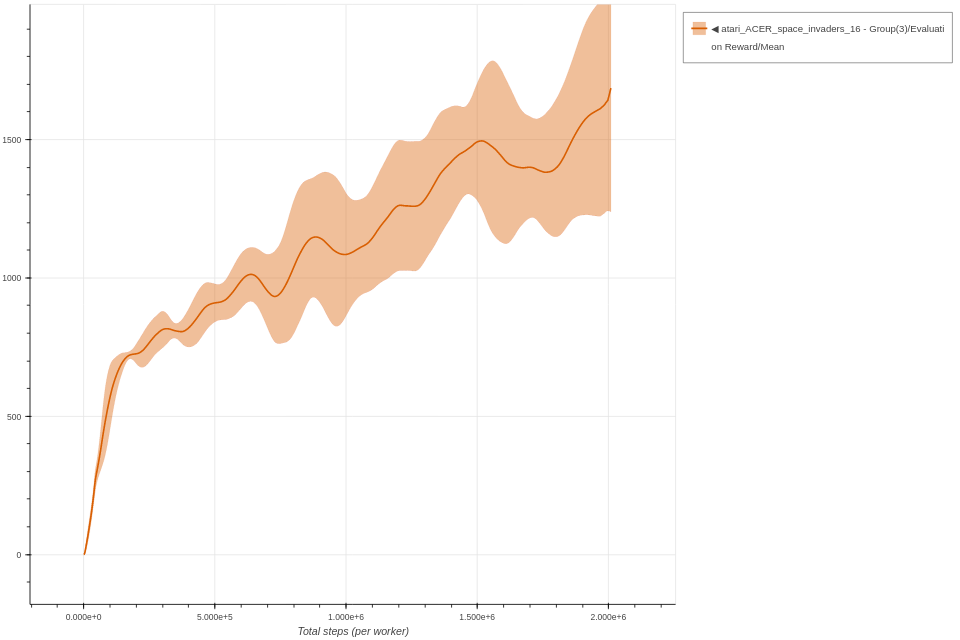 ◀ atari_ACER_space_invaders_16 - Group(3)/Evaluati
on Reward/Mean
1500
1000
500
0
0.000e+0 5.000e+5 1.000e+6 1.500e+6 2.000e+6
Total steps (per worker)